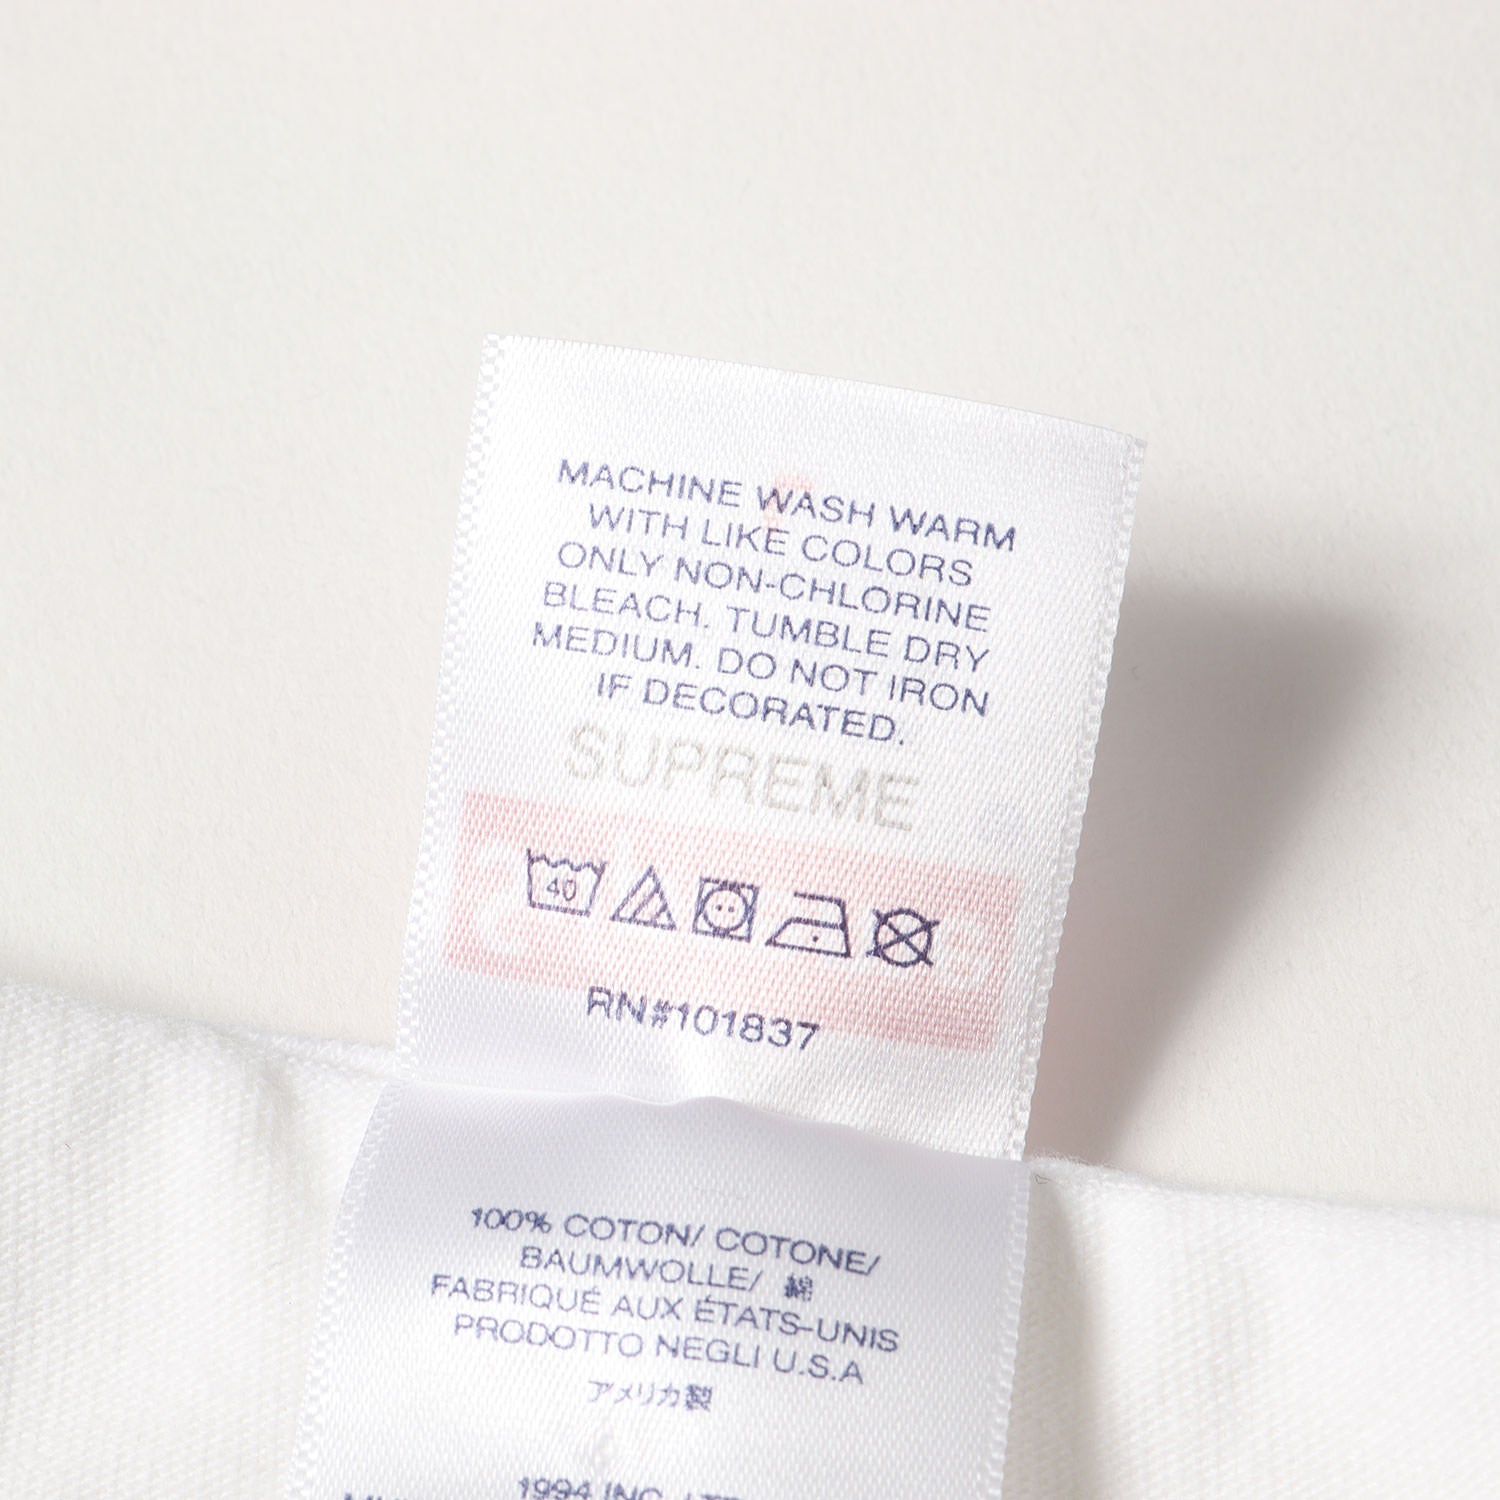 MACHINE WASH WARM
WITH LIKE COLORS
ONLY NON-CHLORINE
BLEACH. TUMBLE DRY
MEDIUM. DO NOT IRON
IF DECORATED.
SUPREME
40
RN#101837
100% COTON/ COTONE/
BAUMWOLLE/ 綿
FABRIQUÉ AUX ÉTATS-UNIS
PRODOTTO NEGLI U.S.A
アメリカ製
1994 INC.